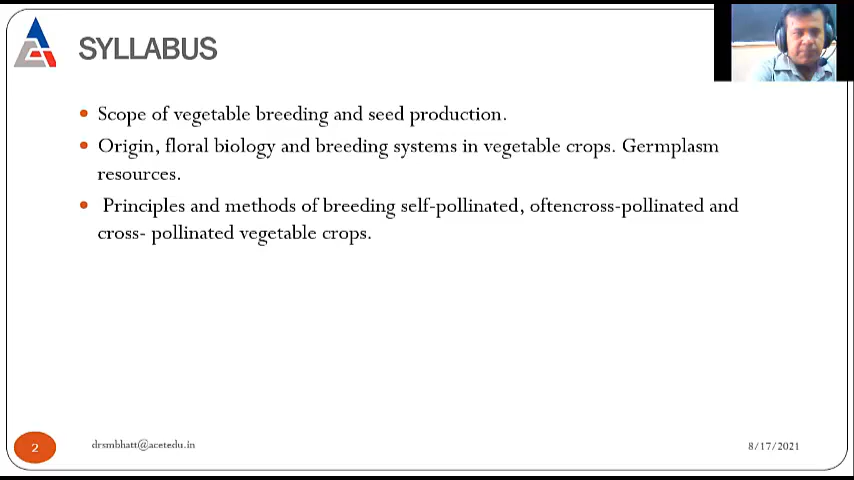 SYLLABUS
Scope of vegetable breeding and seed production.
Origin, floral biology and breeding systems in vegetable crops. Germplasm
resources.
Principles and methods of breeding self-pollinated, oftencross-pollinated and
cross- pollinated vegetable crops.
2
drsmbhatt@acetedu.in
8/17/2021